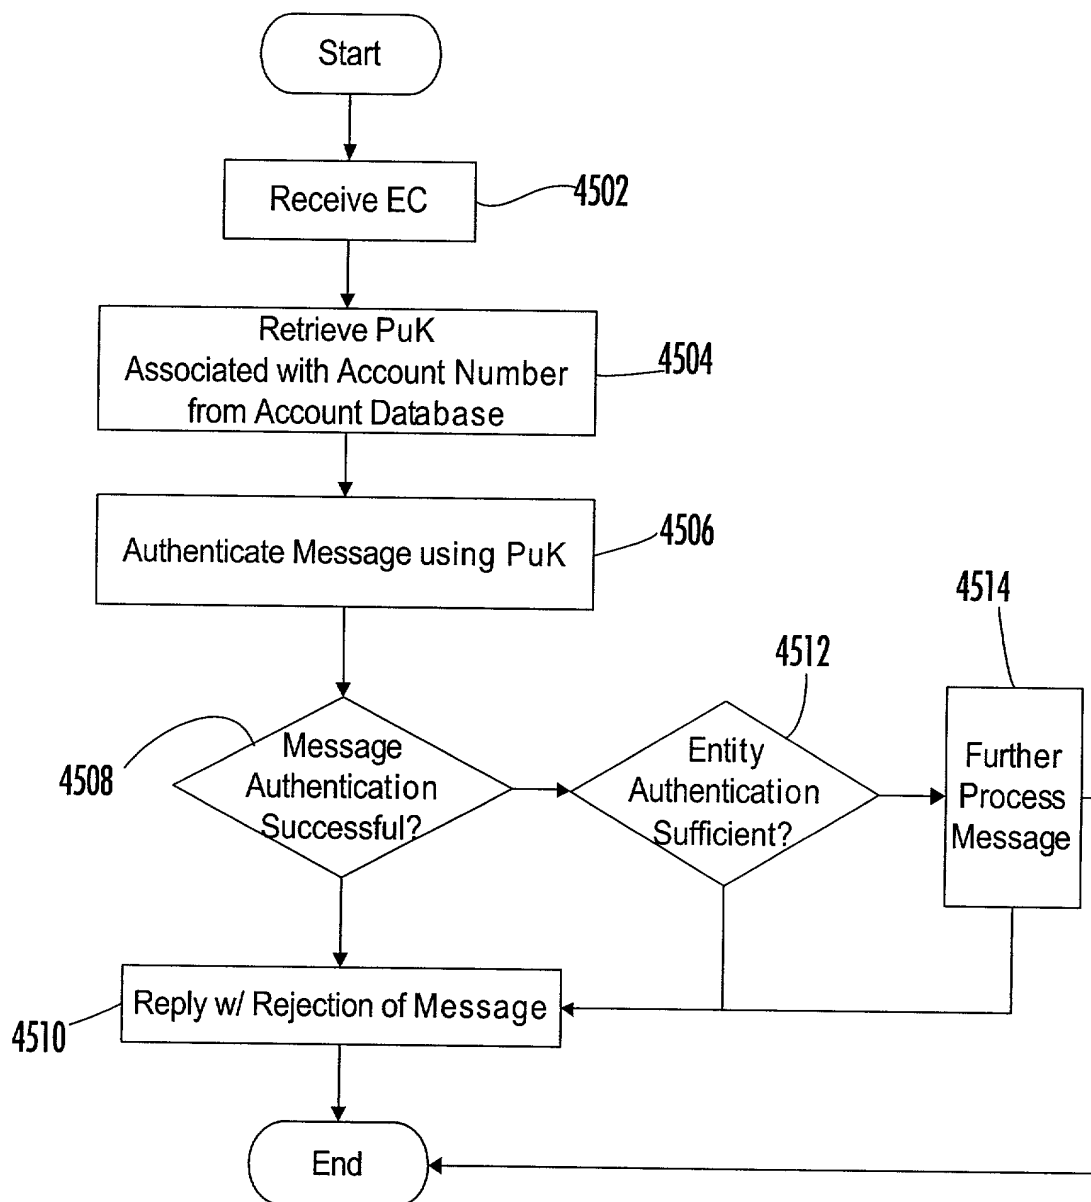 Start
Receive EC
4502
Retrieve PuK
Associated with Account Number
from Account Database
4504
Authenticate Message using PuK
4506
4514
4512
Message
Authentication
Successful?
4508
Entity
Authentication
Sufficient?
Further
Process
Message
Reply w/ Rejection of Message
4510
End